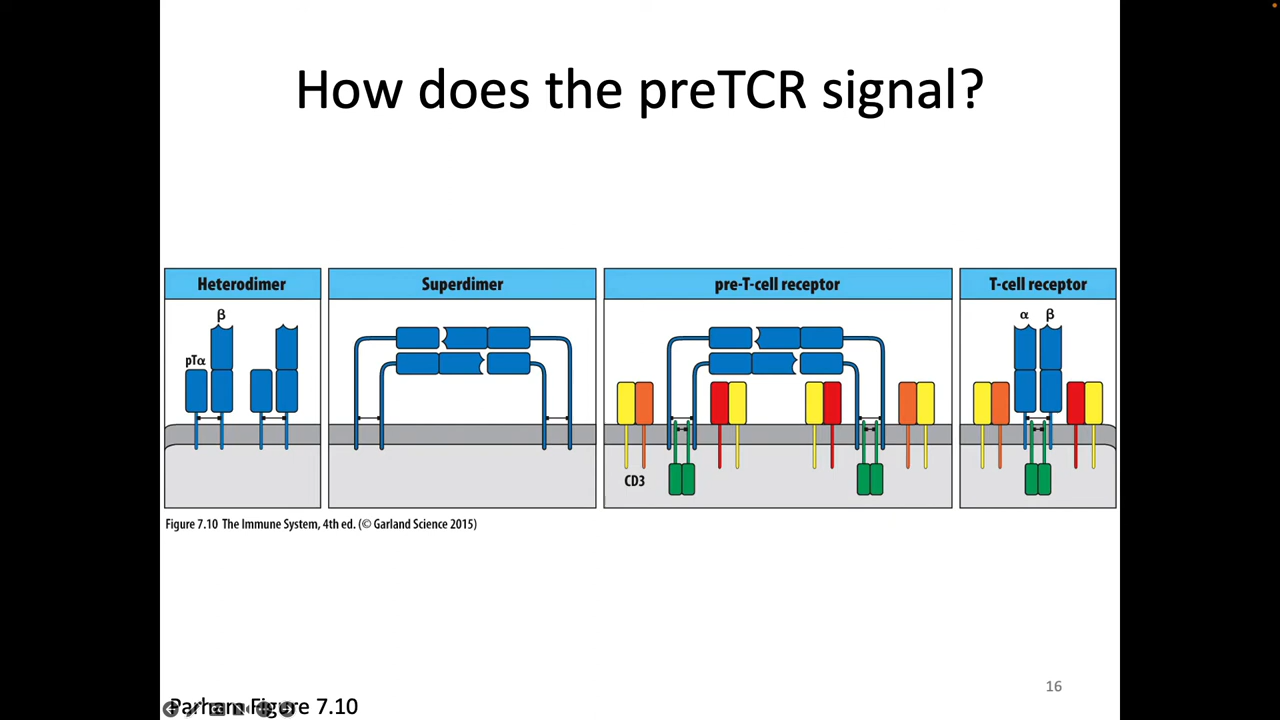 How does the preTCR signal?
Heterodimer
Superdimer
pre-T-cell receptor
T-cell receptor
β
pTα
CD3
α
β
Figure 7.10 The Immune System, 4th ed. (© Garland Science 2015)
16
Parham Figure 7.10